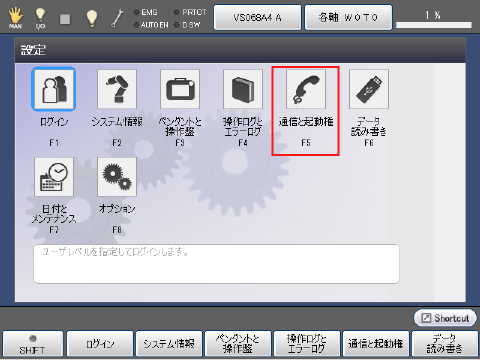 MAN
I/O
EMG
AUTO EN
PRTCT
D SW
VS068A4 A
各軸 W0T0
1 %
設定
ログイン
システム情報
ペンダントと
操作盤
操作ログと
エラーログ
通信と起動権
データ
読み書き
F1
F2
F3
F4
F5
F6
日付と
メンテナンス
オプション
F7
F8
ユーザレベルを指定してログインします。
Shortcut
SHIFT
ログイン
システム情報
ペンダントと
操作盤
操作ログと
エラーログ
通信と起動権
データ
読み書き